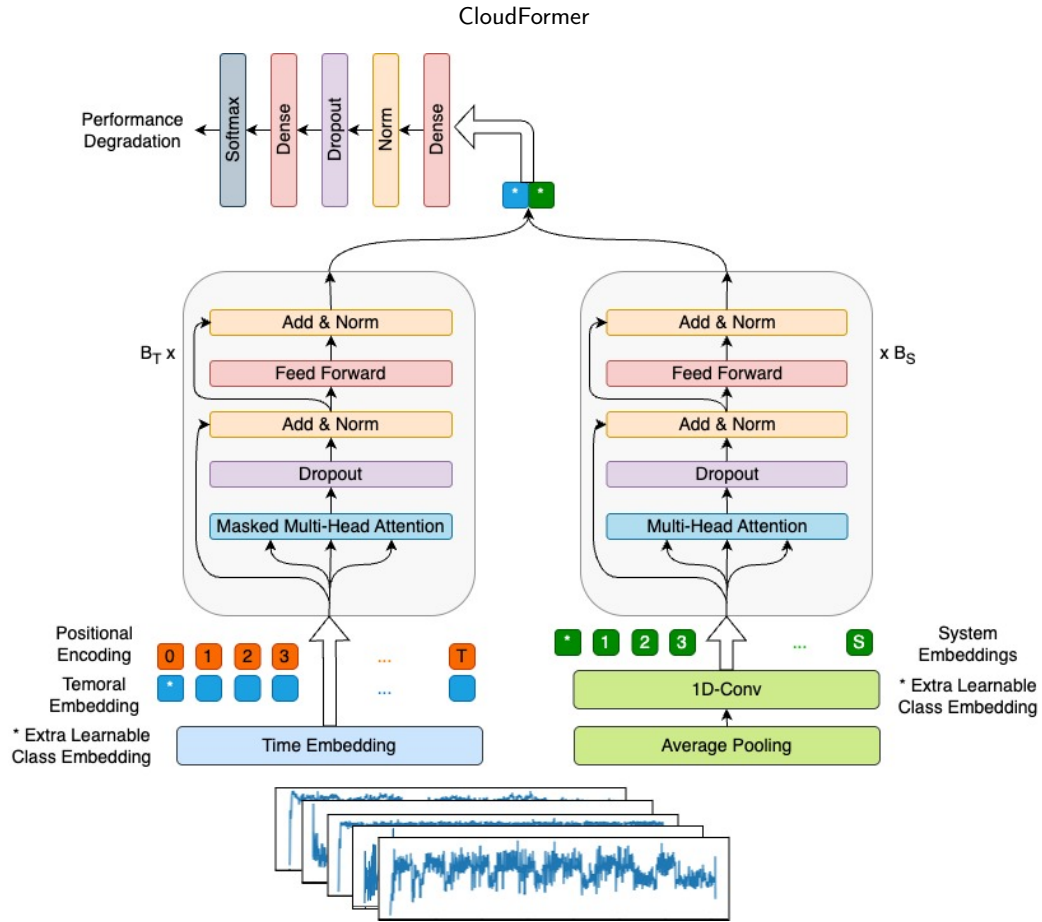 CloudFormer
Performance
Degradation
Softmax
Dense
Dropout
Norm
Dense
* *
B_T x
Add & Norm
Feed Forward
Add & Norm
Dropout
Masked Multi-Head Attention
x B_S
Add & Norm
Feed Forward
Add & Norm
Dropout
Multi-Head Attention
Positional
Encoding
0 1 2 3 ... T
Temoral
Embedding
* ...
* Extra Learnable
Class Embedding
Time Embedding
* 1 2 3 ... S
System
Embeddings
1D-Conv
* Extra Learnable
Class Embedding
Average Pooling